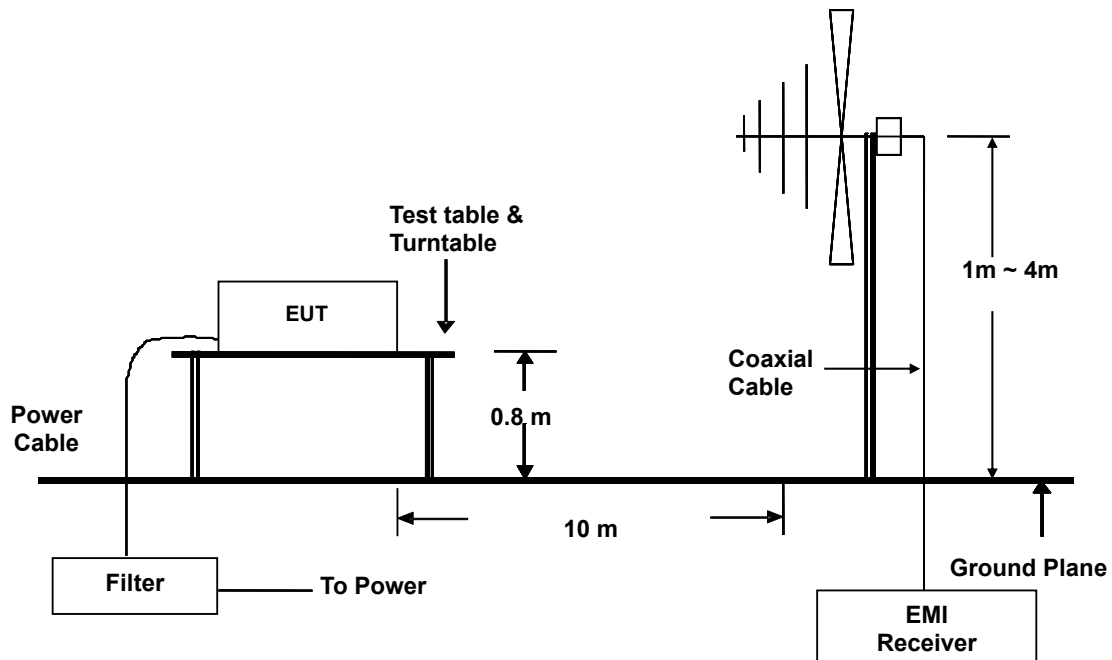 Test table &
Turntable
EUT
1m ~ 4m
Coaxial
Cable
0.8 m
Power
Cable
10 m
Filter
To Power
Ground Plane
EMI
Receiver